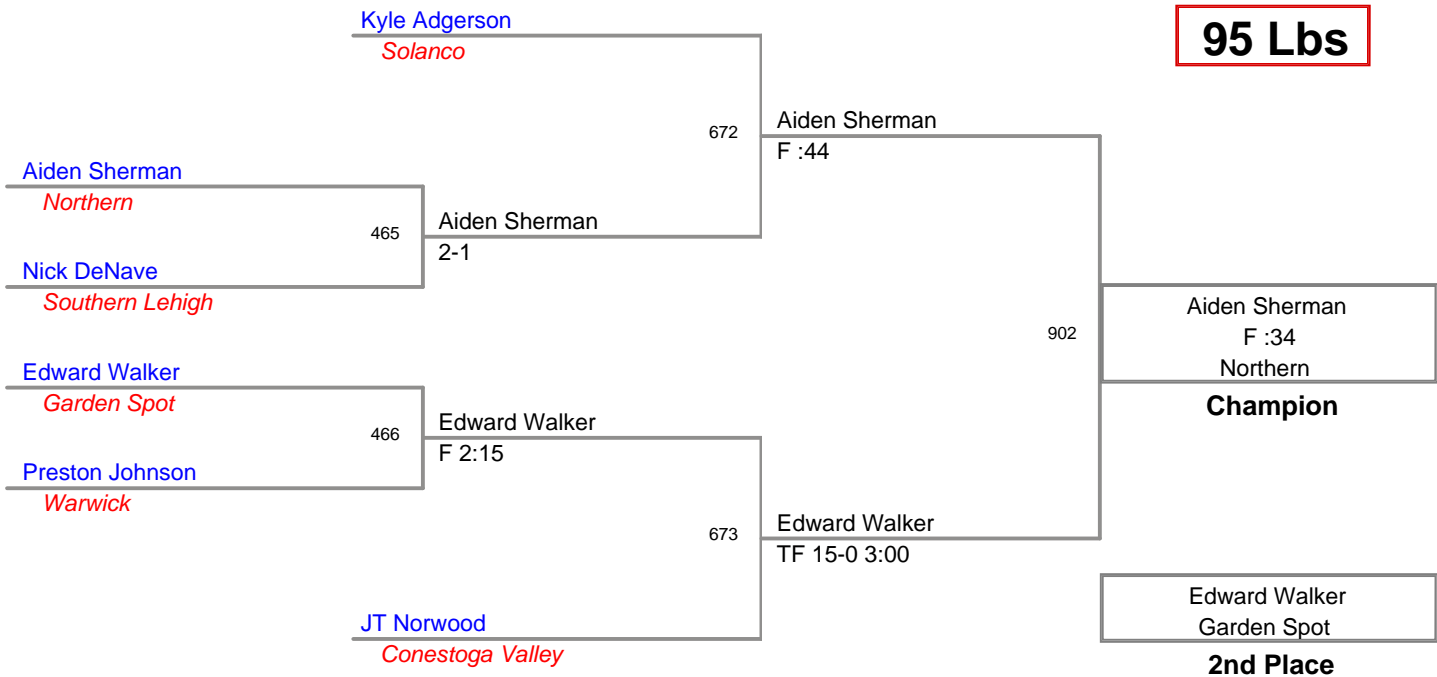 95 Lbs
Kyle Adgerson
Solanco
672
Aiden Sherman
F :44
Aiden Sherman
Northern
465
Aiden Sherman
2-1
Nick DeNave
Southern Lehigh
902
Aiden Sherman
F :34
Northern
Champion
Edward Walker
Garden Spot
466
Edward Walker
F 2:15
Preston Johnson
Warwick
673
Edward Walker
TF 15-0 3:00
JT Norwood
Conestoga Valley
Edward Walker
Garden Spot
2nd Place